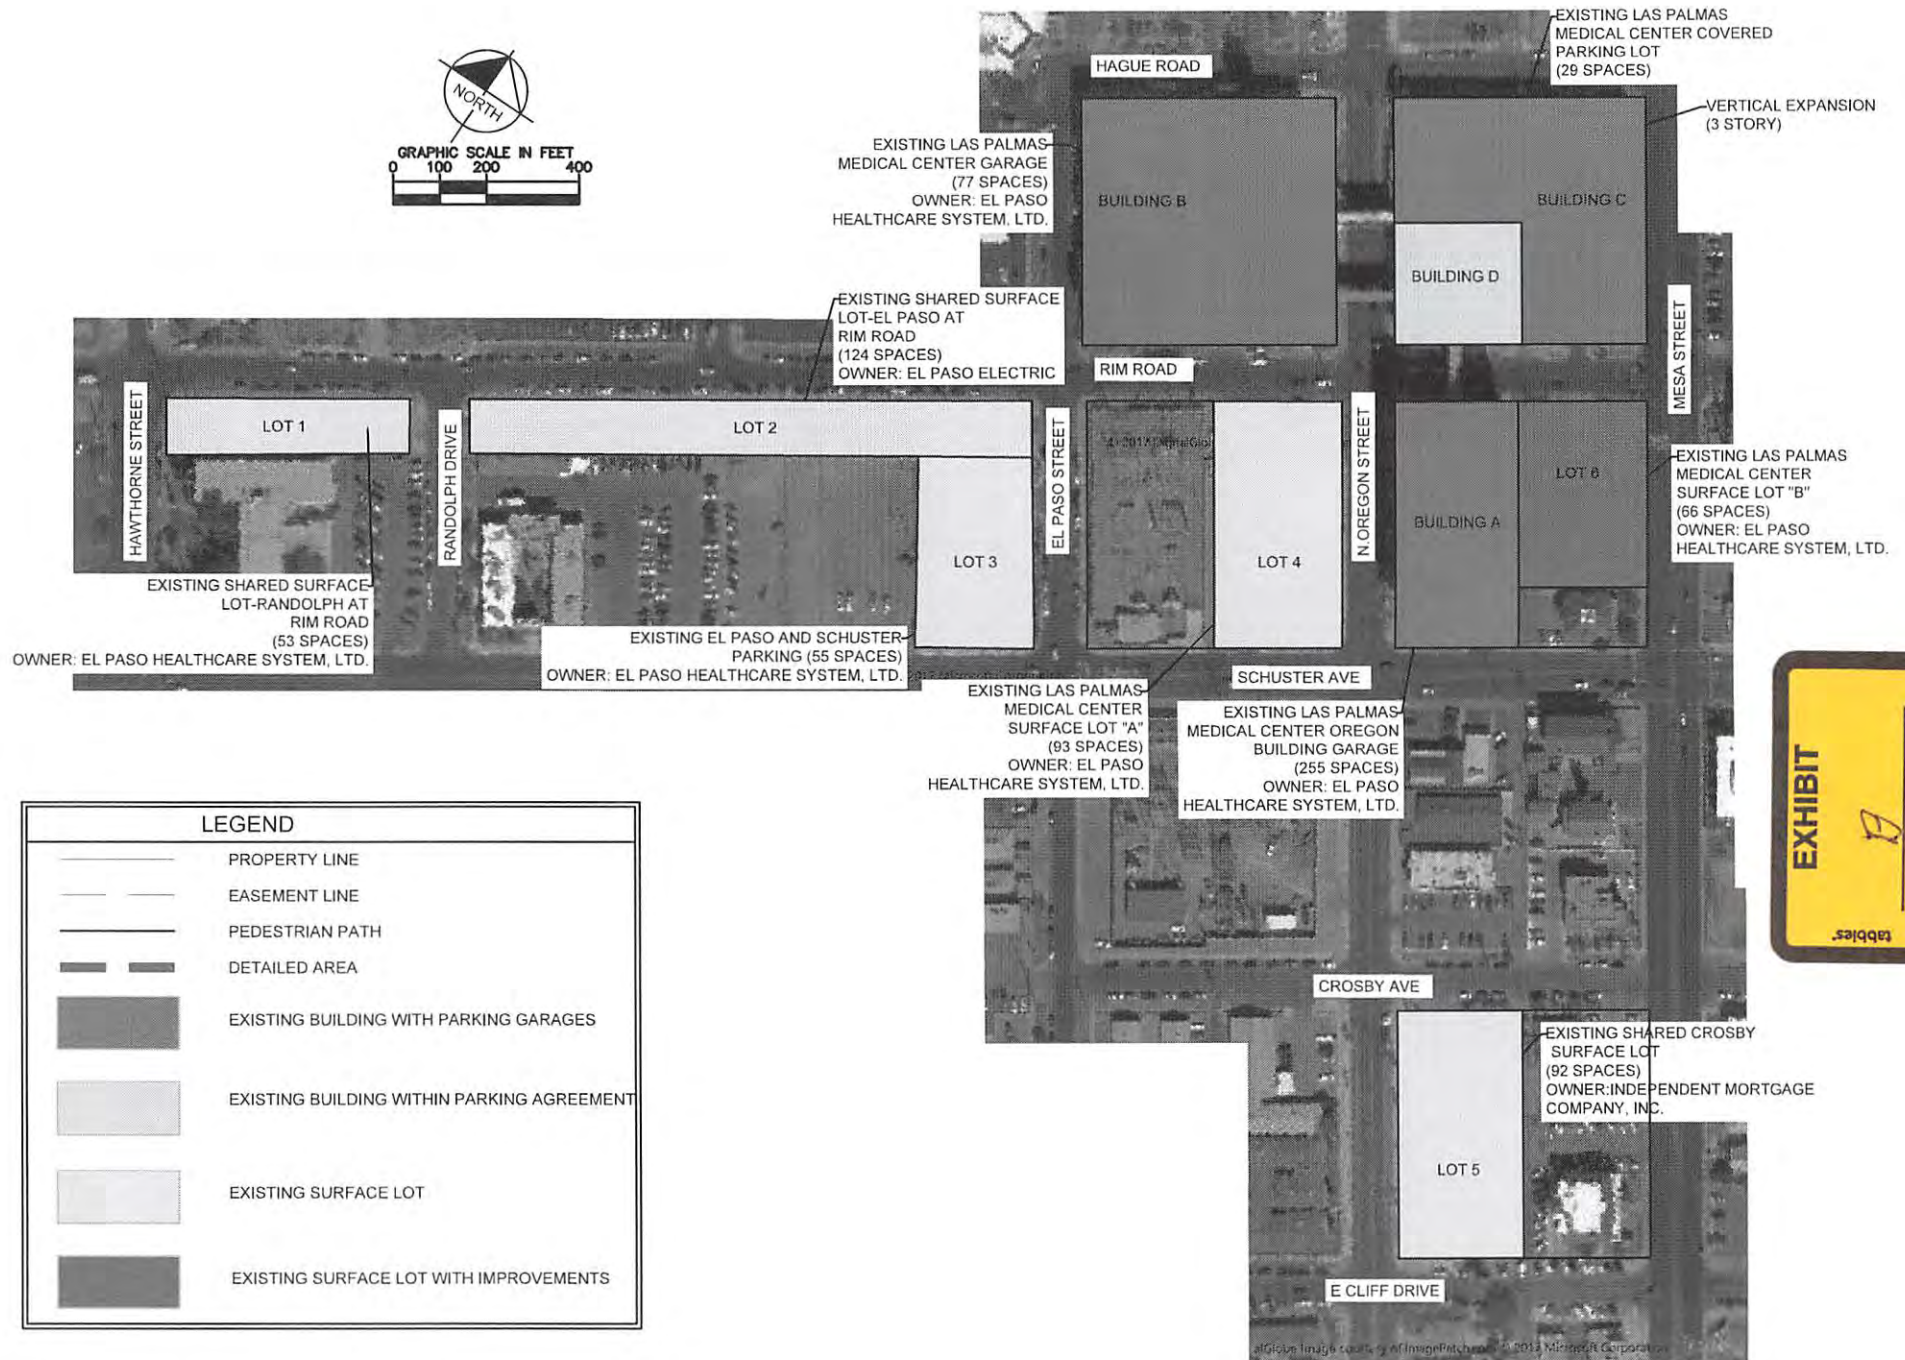 EXISTING LAS PALMAS
MEDICAL CENTER COVERED
PARKING LOT
(29 SPACES)
HAGUE ROAD
VERTICAL EXPANSION
(3 STORY)
NORTH
GRAPHIC SCALE IN FEET
0 100 200 400
EXISTING LAS PALMAS
MEDICAL CENTER GARAGE
(77 SPACES)
OWNER: EL PASO
HEALTHCARE SYSTEM, LTD.
BUILDING B
BUILDING C
BUILDING D
EXISTING SHARED SURFACE
LOT-EL PASO AT
RIM ROAD
(124 SPACES)
OWNER: EL PASO ELECTRIC
RIM ROAD
MESA STREET
HAWTHORNE STREET
LOT 1
RANDOLPH DRIVE
LOT 2
EL PASO STREET
N.OREGON STREET
LOT 3
LOT 4
BUILDING A
LOT 6
EXISTING LAS PALMAS
MEDICAL CENTER
SURFACE LOT "B"
(66 SPACES)
OWNER: EL PASO
HEALTHCARE SYSTEM, LTD.
EXISTING SHARED SURFACE
LOT-RANDOLPH AT
RIM ROAD
(53 SPACES)
OWNER: EL PASO HEALTHCARE SYSTEM, LTD.
EXISTING EL PASO AND SCHUSTER
PARKING (55 SPACES)
OWNER: EL PASO HEALTHCARE SYSTEM, LTD.
SCHUSTER AVE
EXISTING LAS PALMAS
MEDICAL CENTER
SURFACE LOT "A"
(93 SPACES)
OWNER: EL PASO
HEALTHCARE SYSTEM, LTD.
EXISTING LAS PALMAS
MEDICAL CENTER OREGON
BUILDING GARAGE
(255 SPACES)
OWNER: EL PASO
HEALTHCARE SYSTEM, LTD.
EXHIBIT
tabbies®
LEGEND
PROPERTY LINE
EASEMENT LINE
PEDESTRIAN PATH
DETAILED AREA
EXISTING BUILDING WITH PARKING GARAGES
EXISTING BUILDING WITHIN PARKING AGREEMENT
EXISTING SURFACE LOT
EXISTING SURFACE LOT WITH IMPROVEMENTS
CROSBY AVE
EXISTING SHARED CROSBY
SURFACE LOT
(92 SPACES)
OWNER:INDEPENDENT MORTGAGE
COMPANY, INC.
LOT 5
E CLIFF DRIVE
alGlobe Image courtesy of ImagePatch.com © 2012 Microsoft Corporation